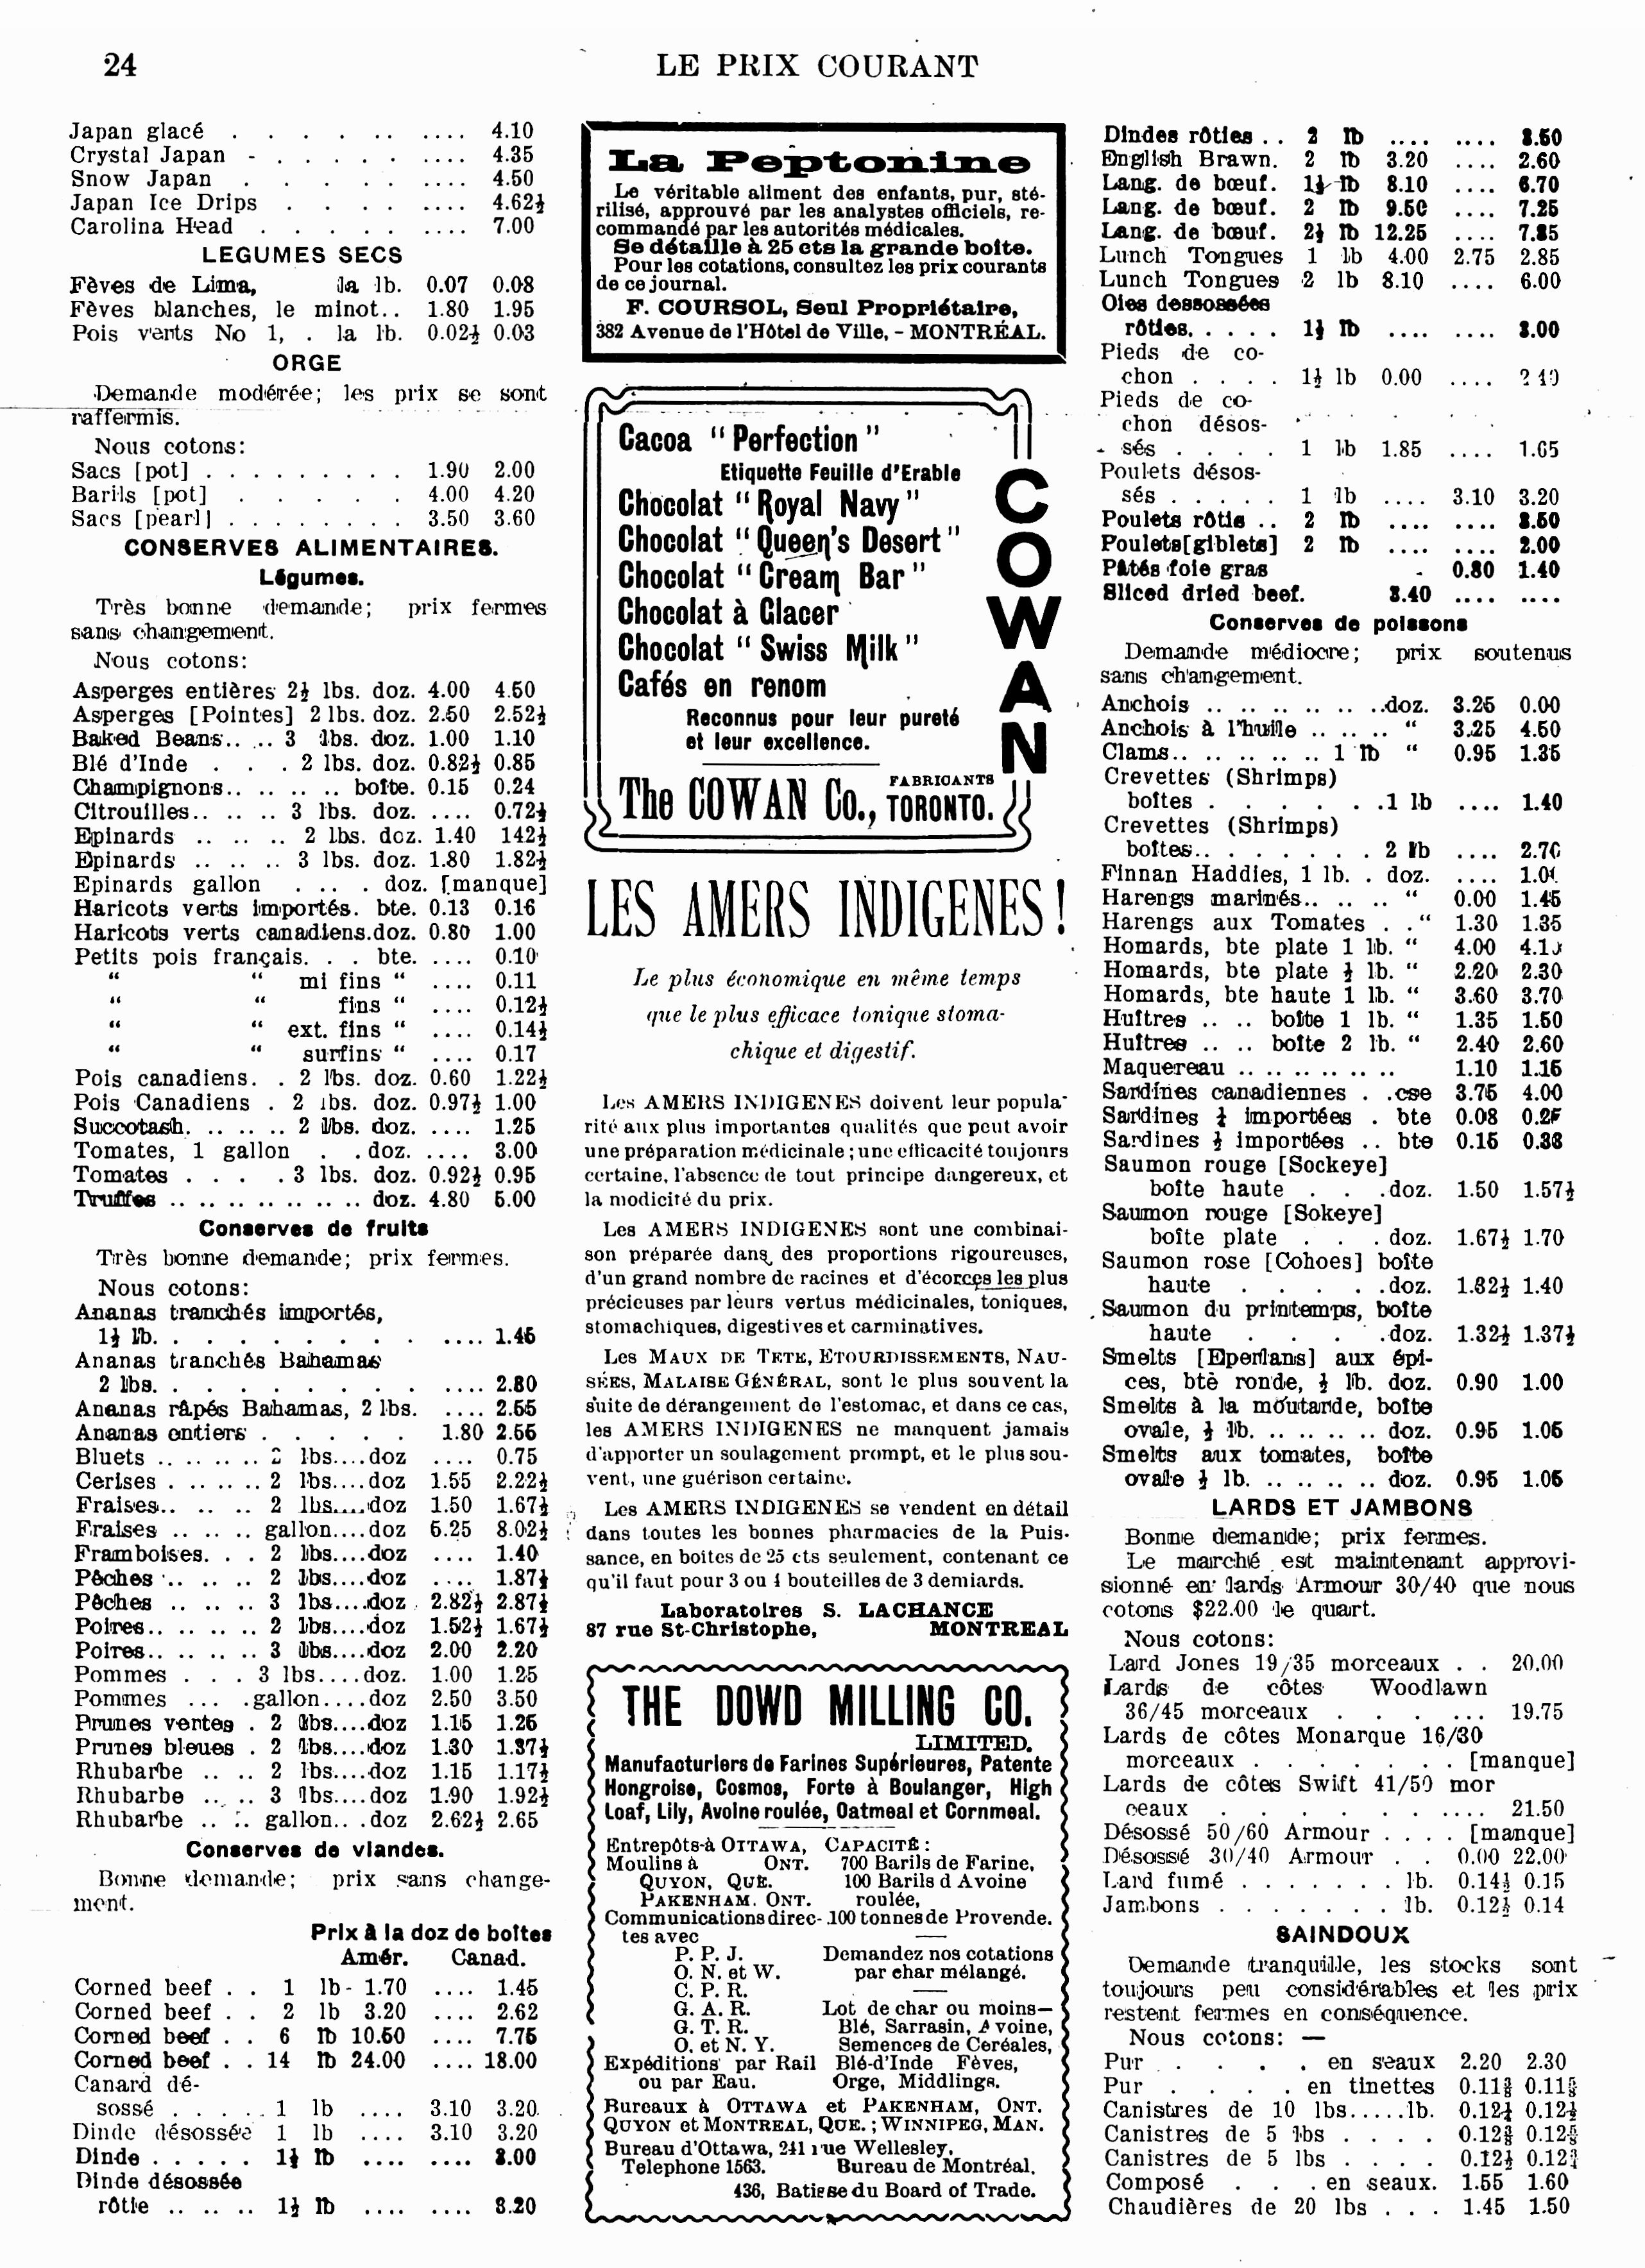 24
LE PRIX COURANT
Japan glacé . . . . . . . .... 4.10
Crystal Japan - . . . . . .... 4.35
Snow Japan . . . . . .... 4.50
Japan Ice Drips . . . . .... 4.62½
Carolina Head . . . . . .... 7.00
LEGUMES SECS
Fèves de Lima, la lb. 0.07 0.08
Fèves blanches, le minot.. 1.80 1.95
Pois verts No 1, . la lb. 0.02½ 0.03
ORGE
Demande modérée; les prix se sont
raffermis.
Nous cotons:
Sacs [pot] . . . . . . . . . 1.90 2.00
Barils [pot] . . . . . 4.00 4.20
Sacs [pearl] . . . . . . . . 3.50 3.60
CONSERVES ALIMENTAIRES.
Légumes.
Très bonne demande; prix fermes
sans changement.
Nous cotons:
Asperges entières 2½ lbs. doz. 4.00 4.50
Asperges [Pointes] 2 lbs. doz. 2.50 2.52½
Baked Beans.. .. 3 lbs. doz. 1.00 1.10
Blé d'Inde . . . 2 lbs. doz. 0.82½ 0.85
Champignons.. .. .. .. boîte. 0.15 0.24
Citrouilles.. .. .. 3 lbs. doz. .... 0.72½
Epinards .. .. .. 2 lbs. doz. 1.40 142½
Epinards .. .. .. 3 lbs. doz. 1.80 1.82½
Epinards gallon . .. . doz. [manque]
Haricots verts importés. bte. 0.13 0.16
Haricots verts canadiens.doz. 0.80 1.00
Petits pois français. . . bte. .... 0.10
“ “ mi fins “ .... 0.11
“ “ fins “ .... 0.12½
“ “ ext. fins “ .... 0.14½
“ “ surfins “ .... 0.17
Pois canadiens. . 2 lbs. doz. 0.60 1.22½
Pois Canadiens . 2 lbs. doz. 0.97½ 1.00
Succotash. .. .. .. 2 lbs. doz. .... 1.25
Tomates, 1 gallon . . doz. .... 3.00
Tomates . . . . 3 lbs. doz. 0.92½ 0.95
Truffes .. .. .. .. .. .. .. doz. 4.80 5.00
Conserves de fruits
Très bonne demande; prix fermes.
Nous cotons:
Ananas tranchés importés,
1½ lb. . . . . . . . . . .... 1.45
Ananas tranchés Bahamas
2 lbs. . . . . . . . . .... 2.80
Ananas râpés Bahamas, 2 lbs. .... 2.55
Ananas entiers . . . . . 1.80 2.55
Bluets .. .. .. .. 2 lbs....doz .... 0.75
Cerises . .. .. .. 2 lbs....doz 1.55 2.22½
Fraises.. .. .. .. 2 lbs....doz 1.50 1.67½
Fraises .. .. .. gallon....doz 6.25 8.02½
Framboises. . . 2 lbs....doz .... 1.40
Pêches .. .. .. 2 lbs....doz .... 1.87½
Pêches .. .. .. 3 lbs....doz 2.82½ 2.87½
Poires.. .. .. .. 2 lbs....doz 1.52½ 1.67½
Poires.. .. .. .. 3 lbs....doz 2.00 2.20
Pommes . . . 3 lbs....doz. 1.00 1.25
Pommes ... .gallon....doz 2.50 3.50
Prunes vertes . 2 lbs....doz 1.15 1.25
Prunes bleues . 2 lbs....doz 1.30 1.37½
Rhubarbe .. .. 2 lbs....doz 1.15 1.17½
Rhubarbe .. .. 3 lbs....doz 1.90 1.92½
Rhubarbe .. .. gallon.. .doz 2.62½ 2.65
Conserves de viandes.
Bonne demande; prix sans change-
ment.
Prix à la doz de boîtes
Amér. Canad.
Corned beef . . 1 lb- 1.70 .... 1.45
Corned beef . . 2 lb 3.20 .... 2.62
Corned beef . . 6 lb 10.50 .... 7.75
Corned beef . . 14 lb 24.00 .... 18.00
Canard dé-
sossé . . . . . 1 lb .... 3.10 3.20
Dinde désossée 1 lb .... 3.10 3.20
Dinde . . . . . 1½ lb .... .... 3.00
Dinde désossée
rôtie .. .. .. 1½ lb .... .... 3.20
La Peptonine
Le véritable aliment des enfants, pur, sté-
rilisé, approuvé par les analystes officiels, re-
commandé par les autorités médicales.
Se détaille à 25 cts la grande boîte.
Pour les cotations, consultez les prix courants
de ce journal.
F. COURSOL, Seul Propriétaire,
382 Avenue de l'Hôtel de Ville, - MONTRÉAL.
Cacoa “Perfection”
Etiquette Feuille d'Erable
Chocolat “Royal Navy”
Chocolat “Queen's Desert”
Chocolat “Cream Bar”
Chocolat à Glacer
Chocolat “Swiss Milk”
Cafés en renom
Reconnus pour leur pureté
et leur excellence.
COWAN
The COWAN Co., FABRICANTS TORONTO.
LES AMERS INDIGENES!
Le plus économique en même temps
que le plus efficace tonique stoma-
chique et digestif.
Les AMERS INDIGENES doivent leur popula-
rité aux plus importantes qualités que peut avoir
une préparation médicinale; une efficacité toujours
certaine, l'absence de tout principe dangereux, et
la modicité du prix.
Les AMERS INDIGENES sont une combinai-
son préparée dans des proportions rigoureuses,
d'un grand nombre de racines et d'écorces les plus
précieuses par leurs vertus médicinales, toniques,
stomachiques, digestives et carminatives.
Les MAUX DE TETE, ETOURDISSEMENTS, NAU-
SÉES, MALAISE GÉNÉRAL, sont le plus souvent la
suite de dérangement de l'estomac, et dans ce cas,
les AMERS INDIGENES ne manquent jamais
d'apporter un soulagement prompt, et le plus sou-
vent, une guérison certaine.
Les AMERS INDIGENES se vendent en détail
dans toutes les bonnes pharmacies de la Puis-
sance, en boites de 25 cts seulement, contenant ce
qu'il faut pour 3 ou 4 bouteilles de 3 demiards.
Laboratoires S. LACHANCE
87 rue St-Christophe, MONTREAL
THE DOWD MILLING CO.
LIMITED.
Manufacturiers de Farines Supérieures, Patente
Hongroise, Cosmos, Forte à Boulanger, High
Loaf, Lily, Avoine roulée, Oatmeal et Cornmeal.
Entrepôts à OTTAWA, CAPACITÉ:
Moulins à ONT. 700 Barils de Farine,
QUYON, QUÉ. 100 Barils d Avoine
PAKENHAM. ONT. roulée,
Communications direc- 100 tonnes de Provende.
tes avec
P. P. J. Demandez nos cotations
O. N. et W. par char mélangé.
C. P. R.
G. A. R. Lot de char ou moins—
G. T. R. Blé, Sarrasin, Avoine,
O. et N. Y. Semences de Ceréales,
Expéditions par Rail Blé-d'Inde Fèves,
ou par Eau. Orge, Middlings.
Bureaux à OTTAWA et PAKENHAM, ONT.
QUYON et MONTREAL, QUE.; WINNIPEG, MAN.
Bureau d'Ottawa, 241 rue Wellesley,
Telephone 1563. Bureau de Montréal,
436, Batisse du Board of Trade.
Dindes rôties .. 2 lb .... .... 3.50
English Brawn. 2 lb 3.20 .... 2.60
Lang. de bœuf. 1½ lb 8.10 .... 6.70
Lang. de bœuf. 2 lb 9.50 .... 7.25
Lang. de bœuf. 2½ lb 12.25 .... 7.85
Lunch Tongues 1 lb 4.00 2.75 2.85
Lunch Tongues 2 lb 8.10 .... 6.00
Oies dessossées
rôties. . . . . 1½ lb .... .... 3.00
Pieds de co-
chon . . . . 1½ lb 0.00 .... 2 40
Pieds de co-
chon désos-
sés . . . . 1 lb 1.85 .... 1.65
Poulets désos-
sés . . . . . 1 lb .... 3.10 3.20
Poulets rôtis .. 2 lb .... .... 3.50
Poulets[giblets] 2 lb .... .... 2.00
Pâtés foie gras - 0.80 1.40
Sliced dried beef. 3.40 .... ....
Conserves de poissons
Demande médiocre; prix soutenus
sans changement.
Anchois .. .. .. .. ..doz. 3.25 0.00
Anchois à l'huile .. .. .. “ 3.25 4.50
Clams.. .. .. .. .. 1 lb “ 0.95 1.35
Crevettes (Shrimps)
boîtes . . . . . .1 lb .... 1.40
Crevettes (Shrimps)
boîtes.. . . . . . . 2 lb .... 2.70
Finnan Haddies, 1 lb. . doz. ....
Harengs marinés.. .. .. “ 0.00 1.45
Harengs aux Tomates . . “ 1.30 1.35
Homards, bte plate 1 lb. “ 4.00
Homards, bte plate ½ lb. “ 2.20 2.30
Homards, bte haute 1 lb. “ 3.60 3.70
Huîtres .. .. boîte 1 lb. “ 1.35 1.50
Huîtres .. .. boîte 2 lb. “ 2.40 2.60
Maquereau .. .. .. .. .. 1.10 1.15
Sardines canadiennes . .cse 3.75 4.00
Sardines ¼ importées . bte 0.08 0.25
Sardines ½ importées .. bte 0.15 0.33
Saumon rouge [Sockeye]
boîte haute . . .doz. 1.50 1.57½
Saumon rouge [Sokeye]
boîte plate . . . doz. 1.67½ 1.70
Saumon rose [Cohoes] boîte
haute . . . . .doz. 1.32½ 1.40
Saumon du printemps, boîte
haute . . . . .doz. 1.32½ 1.37½
Smelts [Eperlans] aux épi-
ces, bte ronde, ½ lb. doz. 0.90 1.00
Smelts à la moutarde, boîte
ovale, ½ lb. .. .. .. .. doz. 0.95 1.05
Smelts aux tomates, boîte
ovale ½ lb. .. .. .. .. doz. 0.95 1.05
LARDS ET JAMBONS
Bonne demande; prix fermes.
Le marché est maintenant approvi-
sionné en lards Armour 30/40 que nous
cotons $22.00 le quart.
Nous cotons:
Lard Jones 19/35 morceaux . . 20.00
Lards de côtes Woodlawn
36/45 morceaux . . . ... 19.75
Lards de côtes Monarque 16/30
morceaux . . . . . . . . [manque]
Lards de côtes Swift 41/50 mor
ceaux . . . . . . .... 21.50
Désossé 50/60 Armour . . . . [manque]
Désossé 30/40 Armour . . 0.00 22.00
Lard fumé . . . . . . . lb. 0.14½ 0.15
Jambons . . . . . . . lb. 0.12½ 0.14
SAINDOUX
Demande tranquille, les stocks sont
toujours peu considérables et les prix
restent fermes en conséquence.
Nous cotons: —
Pur . . . . . en seaux 2.20 2.30
Pur . . . . en tinettes 0.11⅜ 0.11⅝
Canistres de 10 lbs.....lb. 0.12¼ 0.12½
Canistres de 5 lbs . . . . 0.12⅜ 0.12⅝
Canistres de 5 lbs . . . . 0.12½ 0.12¾
Composé . . . en seaux. 1.55 1.60
Chaudières de 20 lbs . . . 1.45 1.50